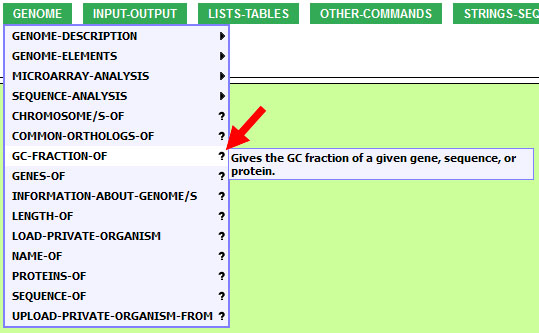 GENOME INPUT-OUTPUT LISTS-TABLES OTHER-COMMANDS STRINGS-SEQ
GENOME-DESCRIPTION
GENOME-ELEMENTS
MICROARRAY-ANALYSIS
SEQUENCE-ANALYSIS
CHROMOSOME/S-OF ?
COMMON-ORTHOLOGS-OF ?
GC-FRACTION-OF ?
Gives the GC fraction of a given gene, sequence, or
protein.
GENES-OF ?
INFORMATION-ABOUT-GENOME/S ?
LENGTH-OF ?
LOAD-PRIVATE-ORGANISM ?
NAME-OF ?
PROTEINS-OF ?
SEQUENCE-OF ?
UPLOAD-PRIVATE-ORGANISM-FROM ?